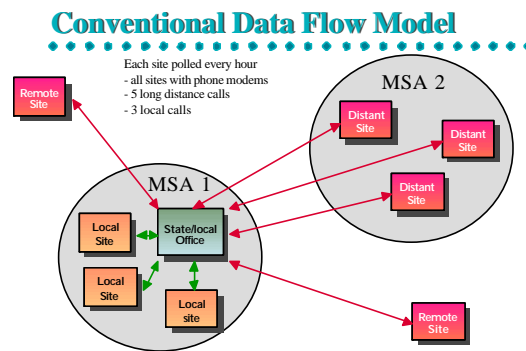 Conventional Data Flow Model
Each site polled every hour
- all sites with phone modems
- 5 long distance calls
- 3 local calls
MSA 2
Remote
Site
Distant
Site
Distant
Site
Distant
Site
MSA 1
State/local
Office
Local
Site
Local
Site
Local
site
Remote
Site